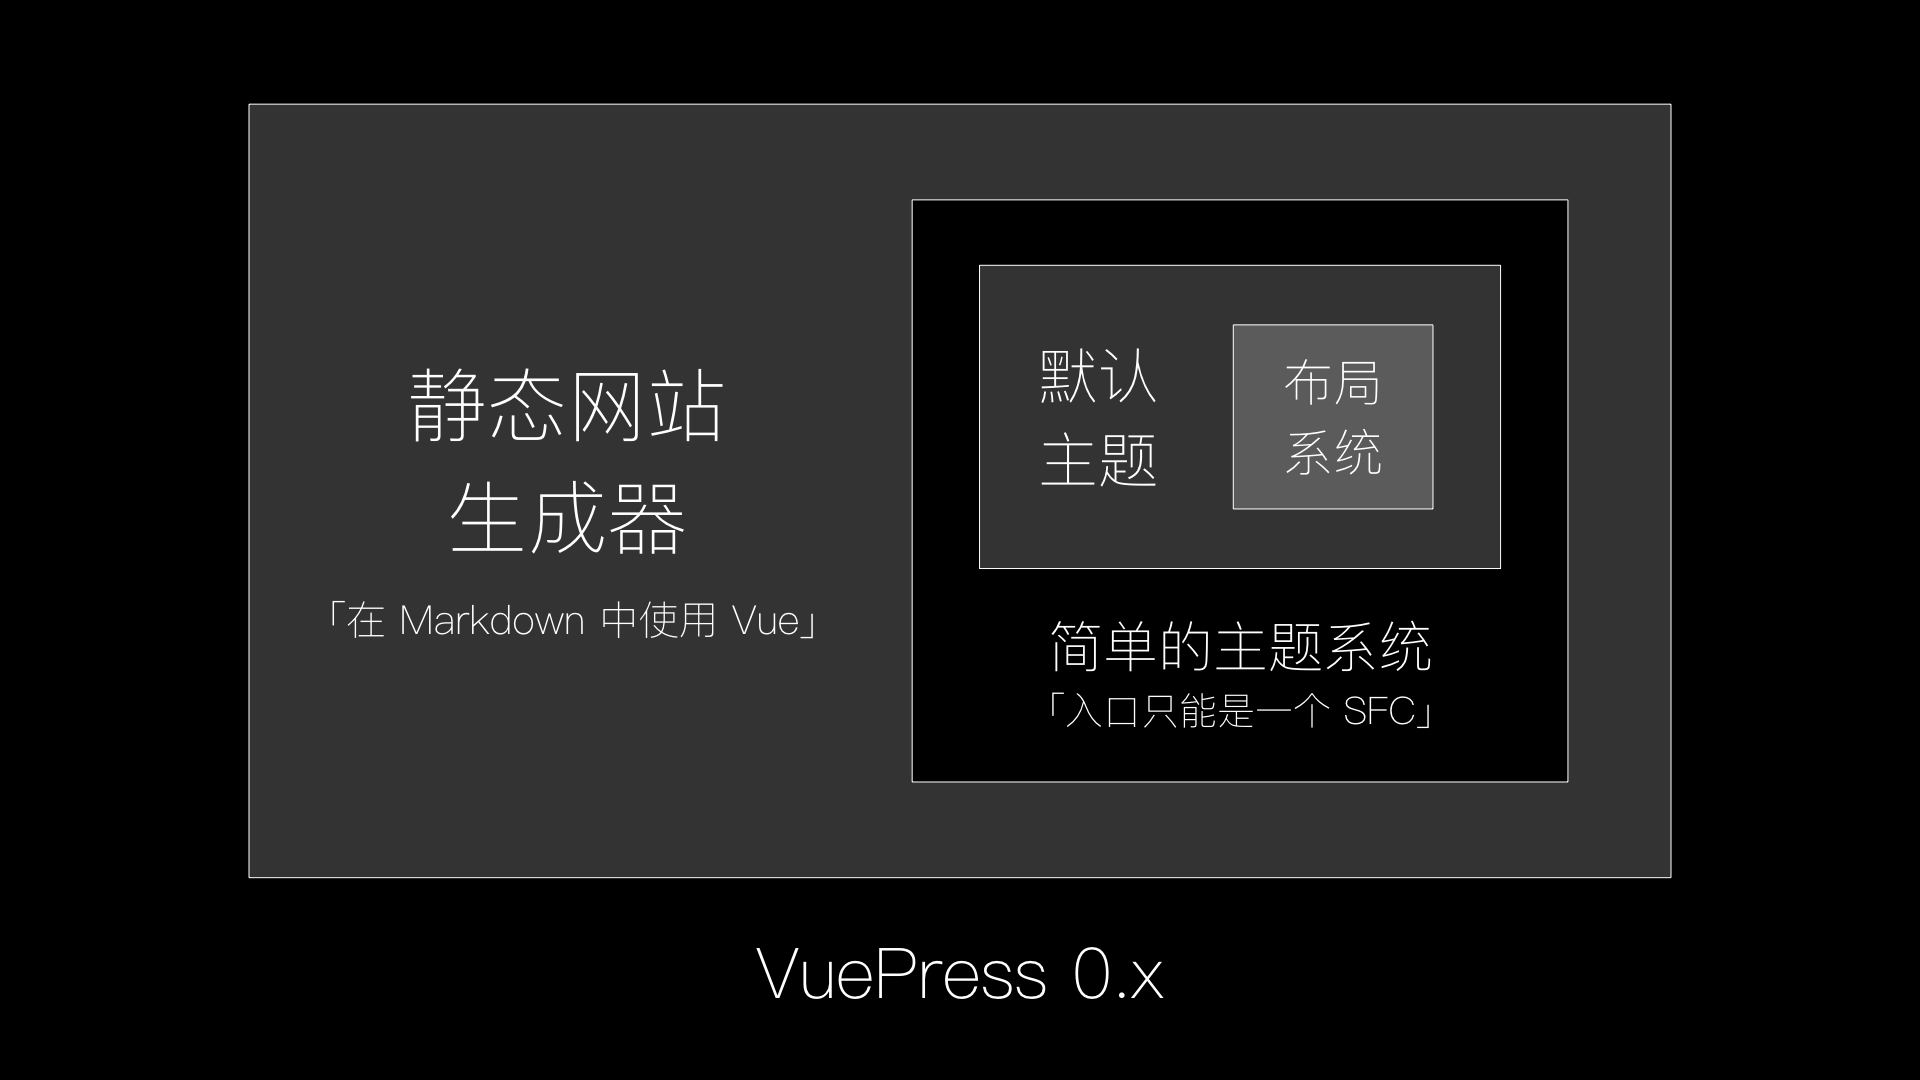 静态网站
生成器
「在 Markdown 中使用 Vue」
默认
主题
布局
系统
简单的主题系统
「入口只能是一个 SFC」
VuePress 0.x